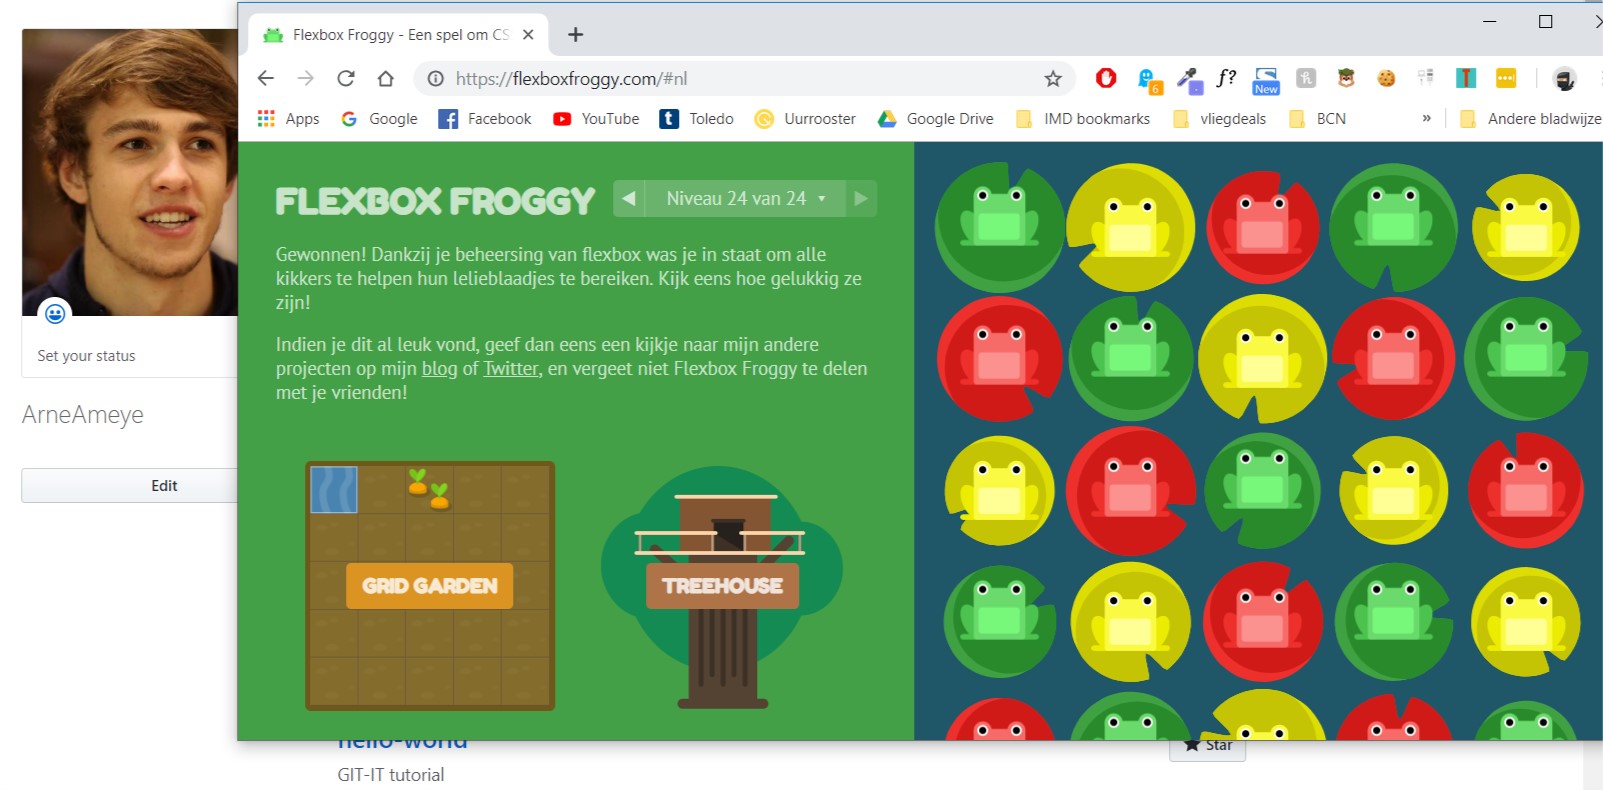 Flexbox Froggy - Een spel om CS
https://flexboxfroggy.com/#nl
6
f?
New
Apps
Google
Facebook
YouTube
Toledo
Uurrooster
Google Drive
IMD bookmarks
vliegdeals
BCN
»
Andere bladwijze
FLEXBOX FROGGY
Niveau 24 van 24
Gewonnen! Dankzij je beheersing van flexbox was je in staat om alle
kikkers te helpen hun lelieblaadjes te bereiken. Kijk eens hoe gelukkig ze
zijn!
Indien je dit al leuk vond, geef dan eens een kijkje naar mijn andere
projecten op mijn blog of Twitter, en vergeet niet Flexbox Froggy te delen
met je vrienden!
GRID GARDEN
TREEHOUSE
Set your status
ArneAmeye
Edit
hello-world
Star
GIT-IT tutorial